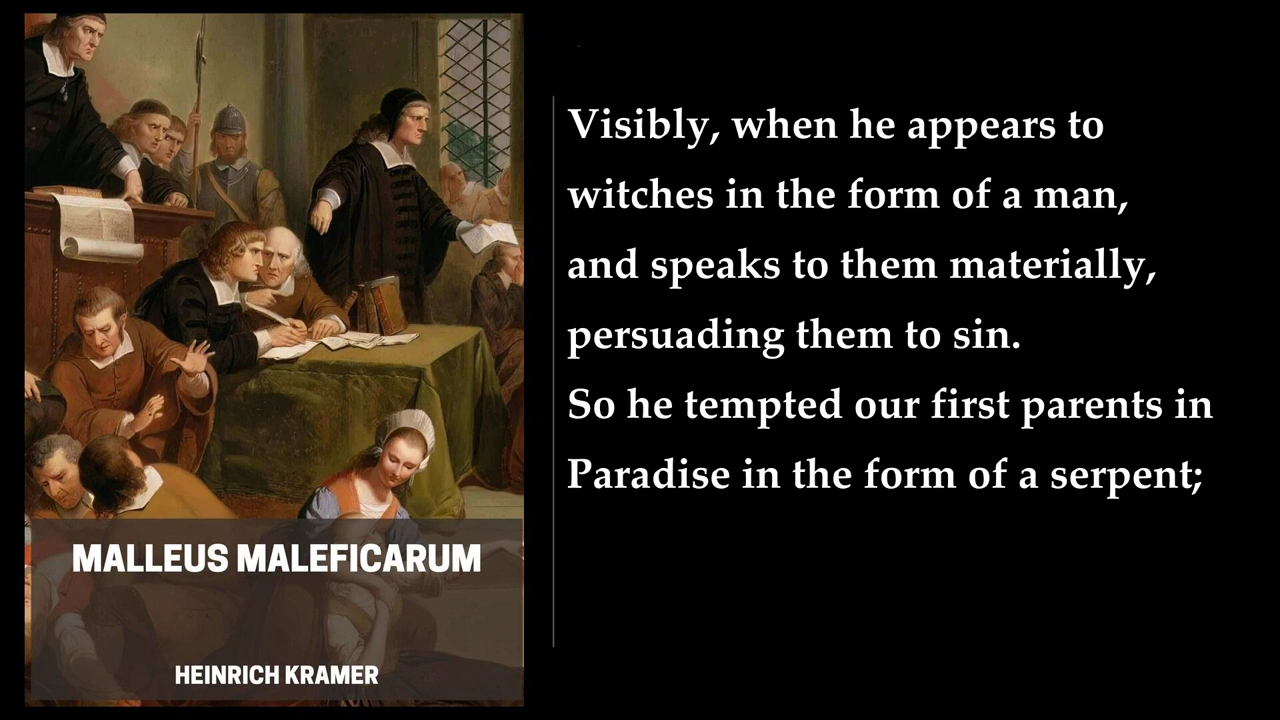 MALLEUS MALEFICARUM
HEINRICH KRAMER
Visibly, when he appears to
witches in the form of a man,
and speaks to them materially,
persuading them to sin.
So he tempted our first parents in
Paradise in the form of a serpent;